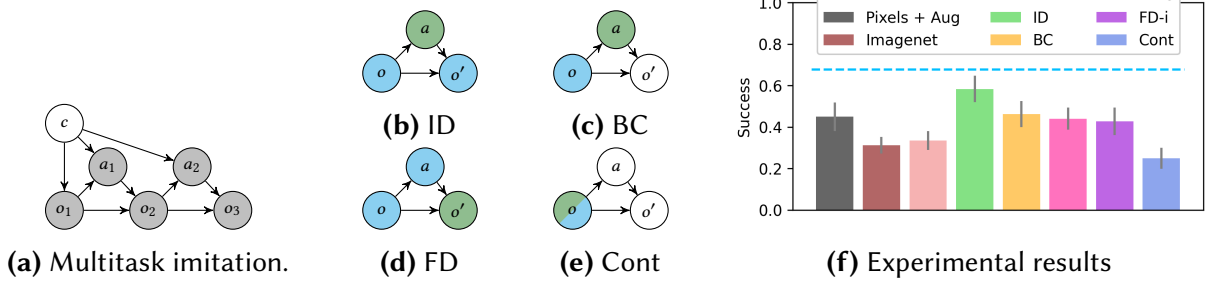 c
a₁
a₂
o₁
o₂
o₃
(a) Multitask imitation.
a
o
o′
(b) ID
a
o
o′
(c) BC
a
o
o′
(d) FD
a
o
o′
(e) Cont
1.0
0.8
0.6
0.4
0.2
0.0
Success
Pixels + Aug
Imagenet
ID
BC
FD-i
Cont
(f) Experimental results